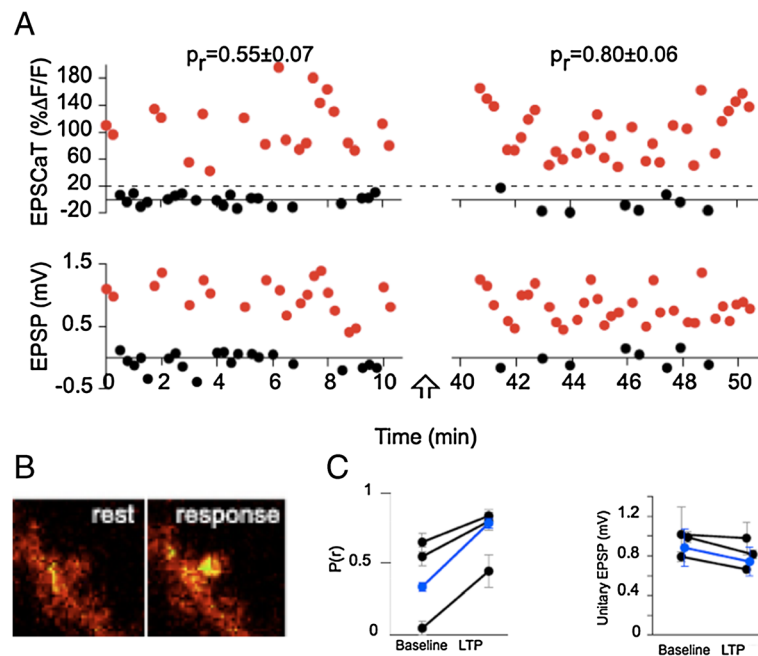 A
pr=0.55±0.07
pr=0.80±0.06
EPSCaT (%ΔF/F)
180
140
100
60
20
-20
EPSP (mV)
1.5
0.5
-0.5
0 2 4 6 8 10 40 42 44 46 48 50
Time (min)
B
rest
response
C
P(r)
1
0.5
0
Baseline LTP
Unitary EPSP (mV)
1.2
0.8
0.4
0
Baseline LTP